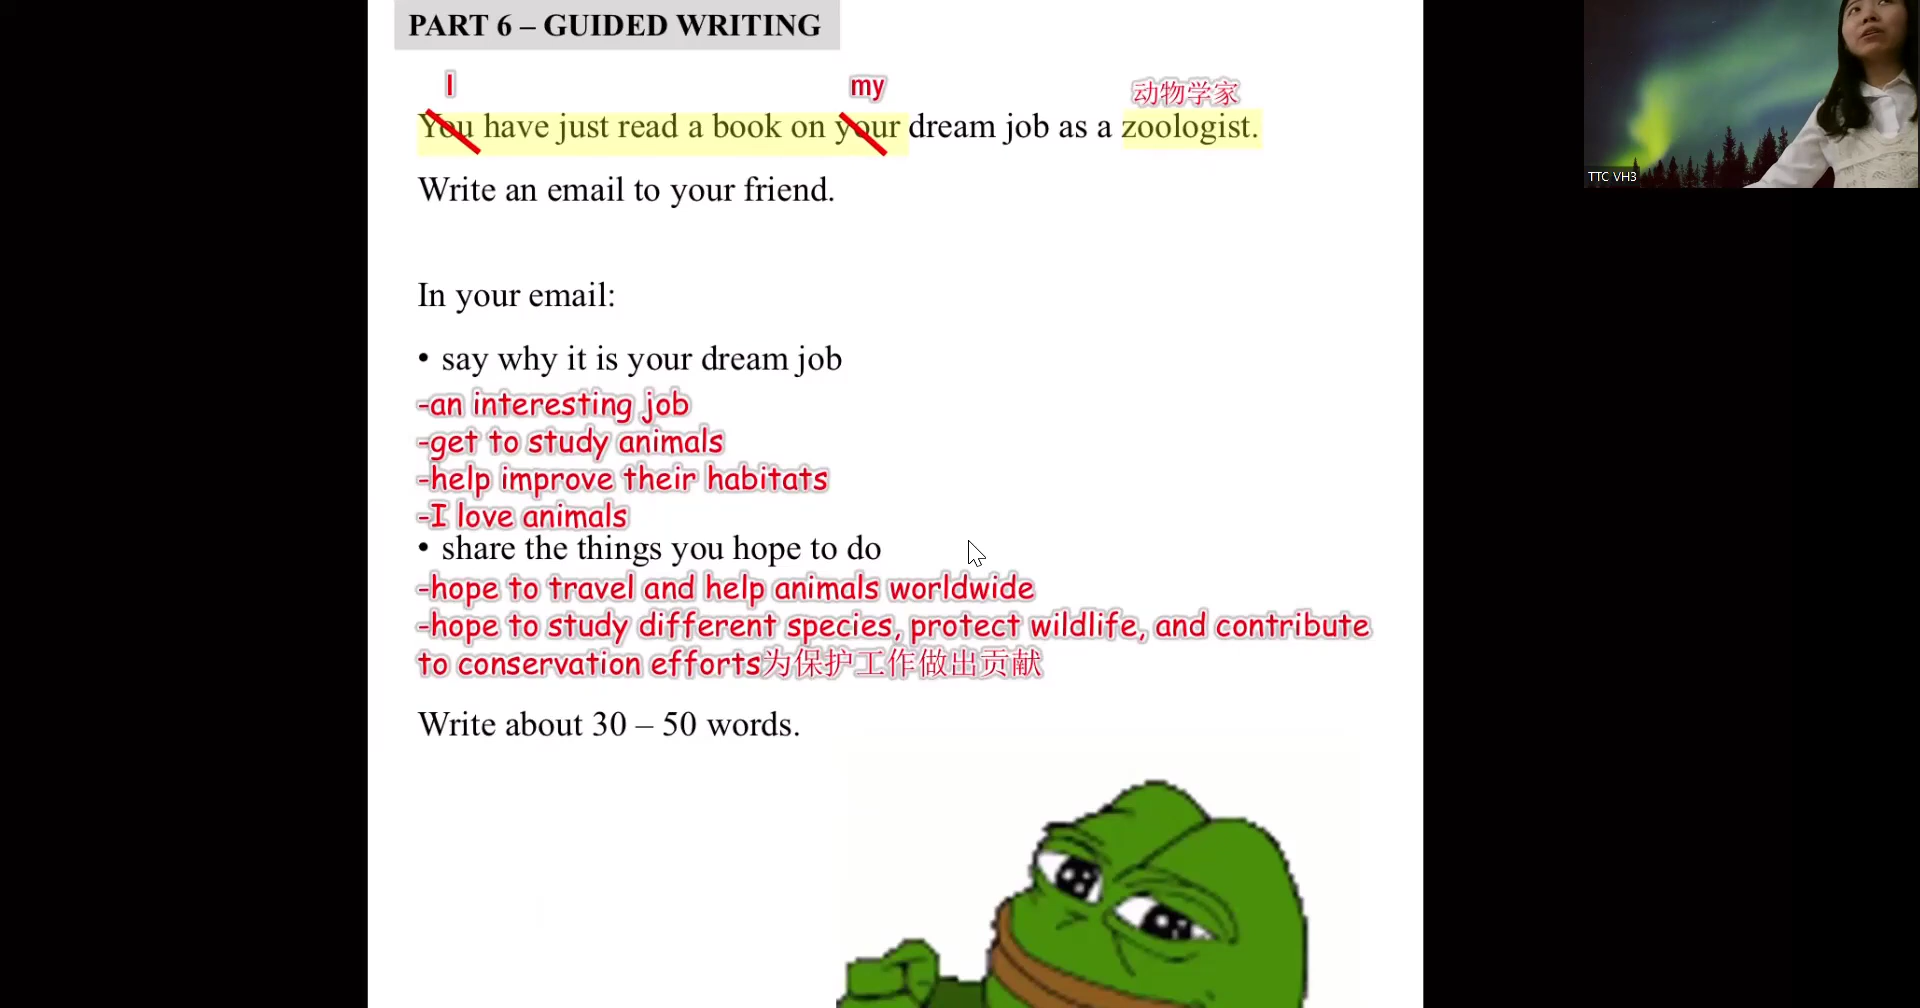 PART 6 – GUIDED WRITING
I my 动物学家
You have just read a book on your dream job as a zoologist.
Write an email to your friend.
In your email:
• say why it is your dream job
-an interesting job
-get to study animals
-help improve their habitats
-I love animals
• share the things you hope to do
-hope to travel and help animals worldwide
-hope to study different species, protect wildlife, and contribute
to conservation efforts为保护工作做出贡献
Write about 30 – 50 words.
TTC VH3